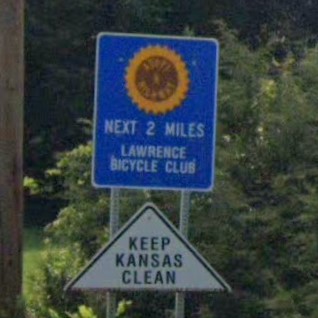 NEXT 2 MILES
LAWRENCE
BICYCLE CLUB
KEEP
KANSAS
CLEAN